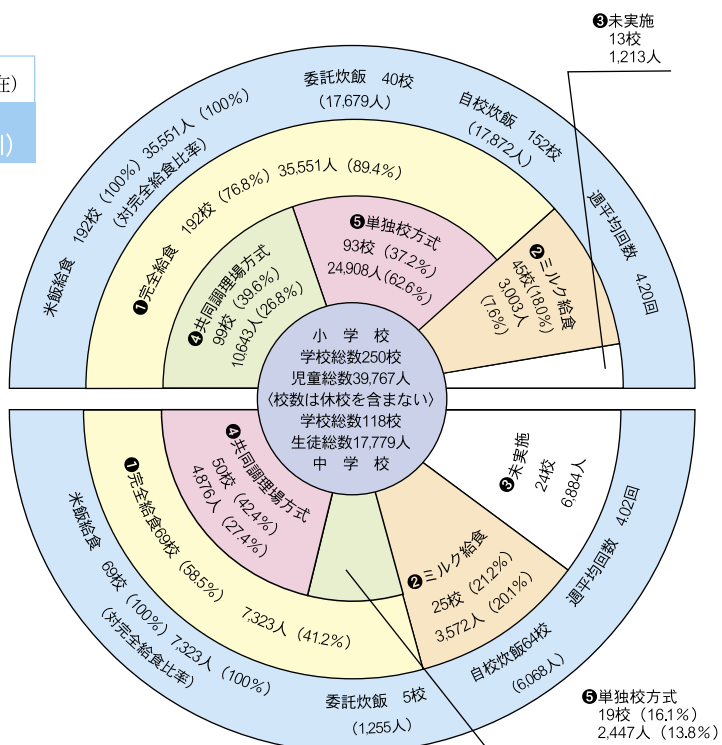 在）
リ）
❸未実施
13校
1,213人
委託炊飯　40校
（17,679人）
自校炊飯　152校
（17,872人）
週平均回数　4.20回
米飯給食　192校（100％）35,551人（100％）
（対完全給食比率）
❶完全給食　192校（76.8％）35,551人（89.4％）
❺単独校方式
93校（37.2％）
24,908人（62.6％）
❹共同調理場方式
99校（39.6％）
10,643人（26.8％）
❷ミルク給食
45校（18.0％）
3,003人
（7.6％）
小　学　校
学校総数250校
児童総数39,767人
〈校数は休校を含まない〉
学校総数118校
生徒総数17,779人
中　学　校
❹共同調理場方式
50校（42.4％）
4,876人（27.4％）
❸未実施
24校
6,884人
❶完全給食69校（58.5％）　7,323人（41.2％）
❷ミルク給食
25校（21.2％）
3,572人（20.1％）
米飯給食　69校（100％）7,323人（100％）
（対完全給食比率）
委託炊飯　5校
（1,255人）
自校炊飯64校
（6,068人）
週平均回数　4.02回
❺単独校方式
19校（16.1％）
2,447人（13.8％）